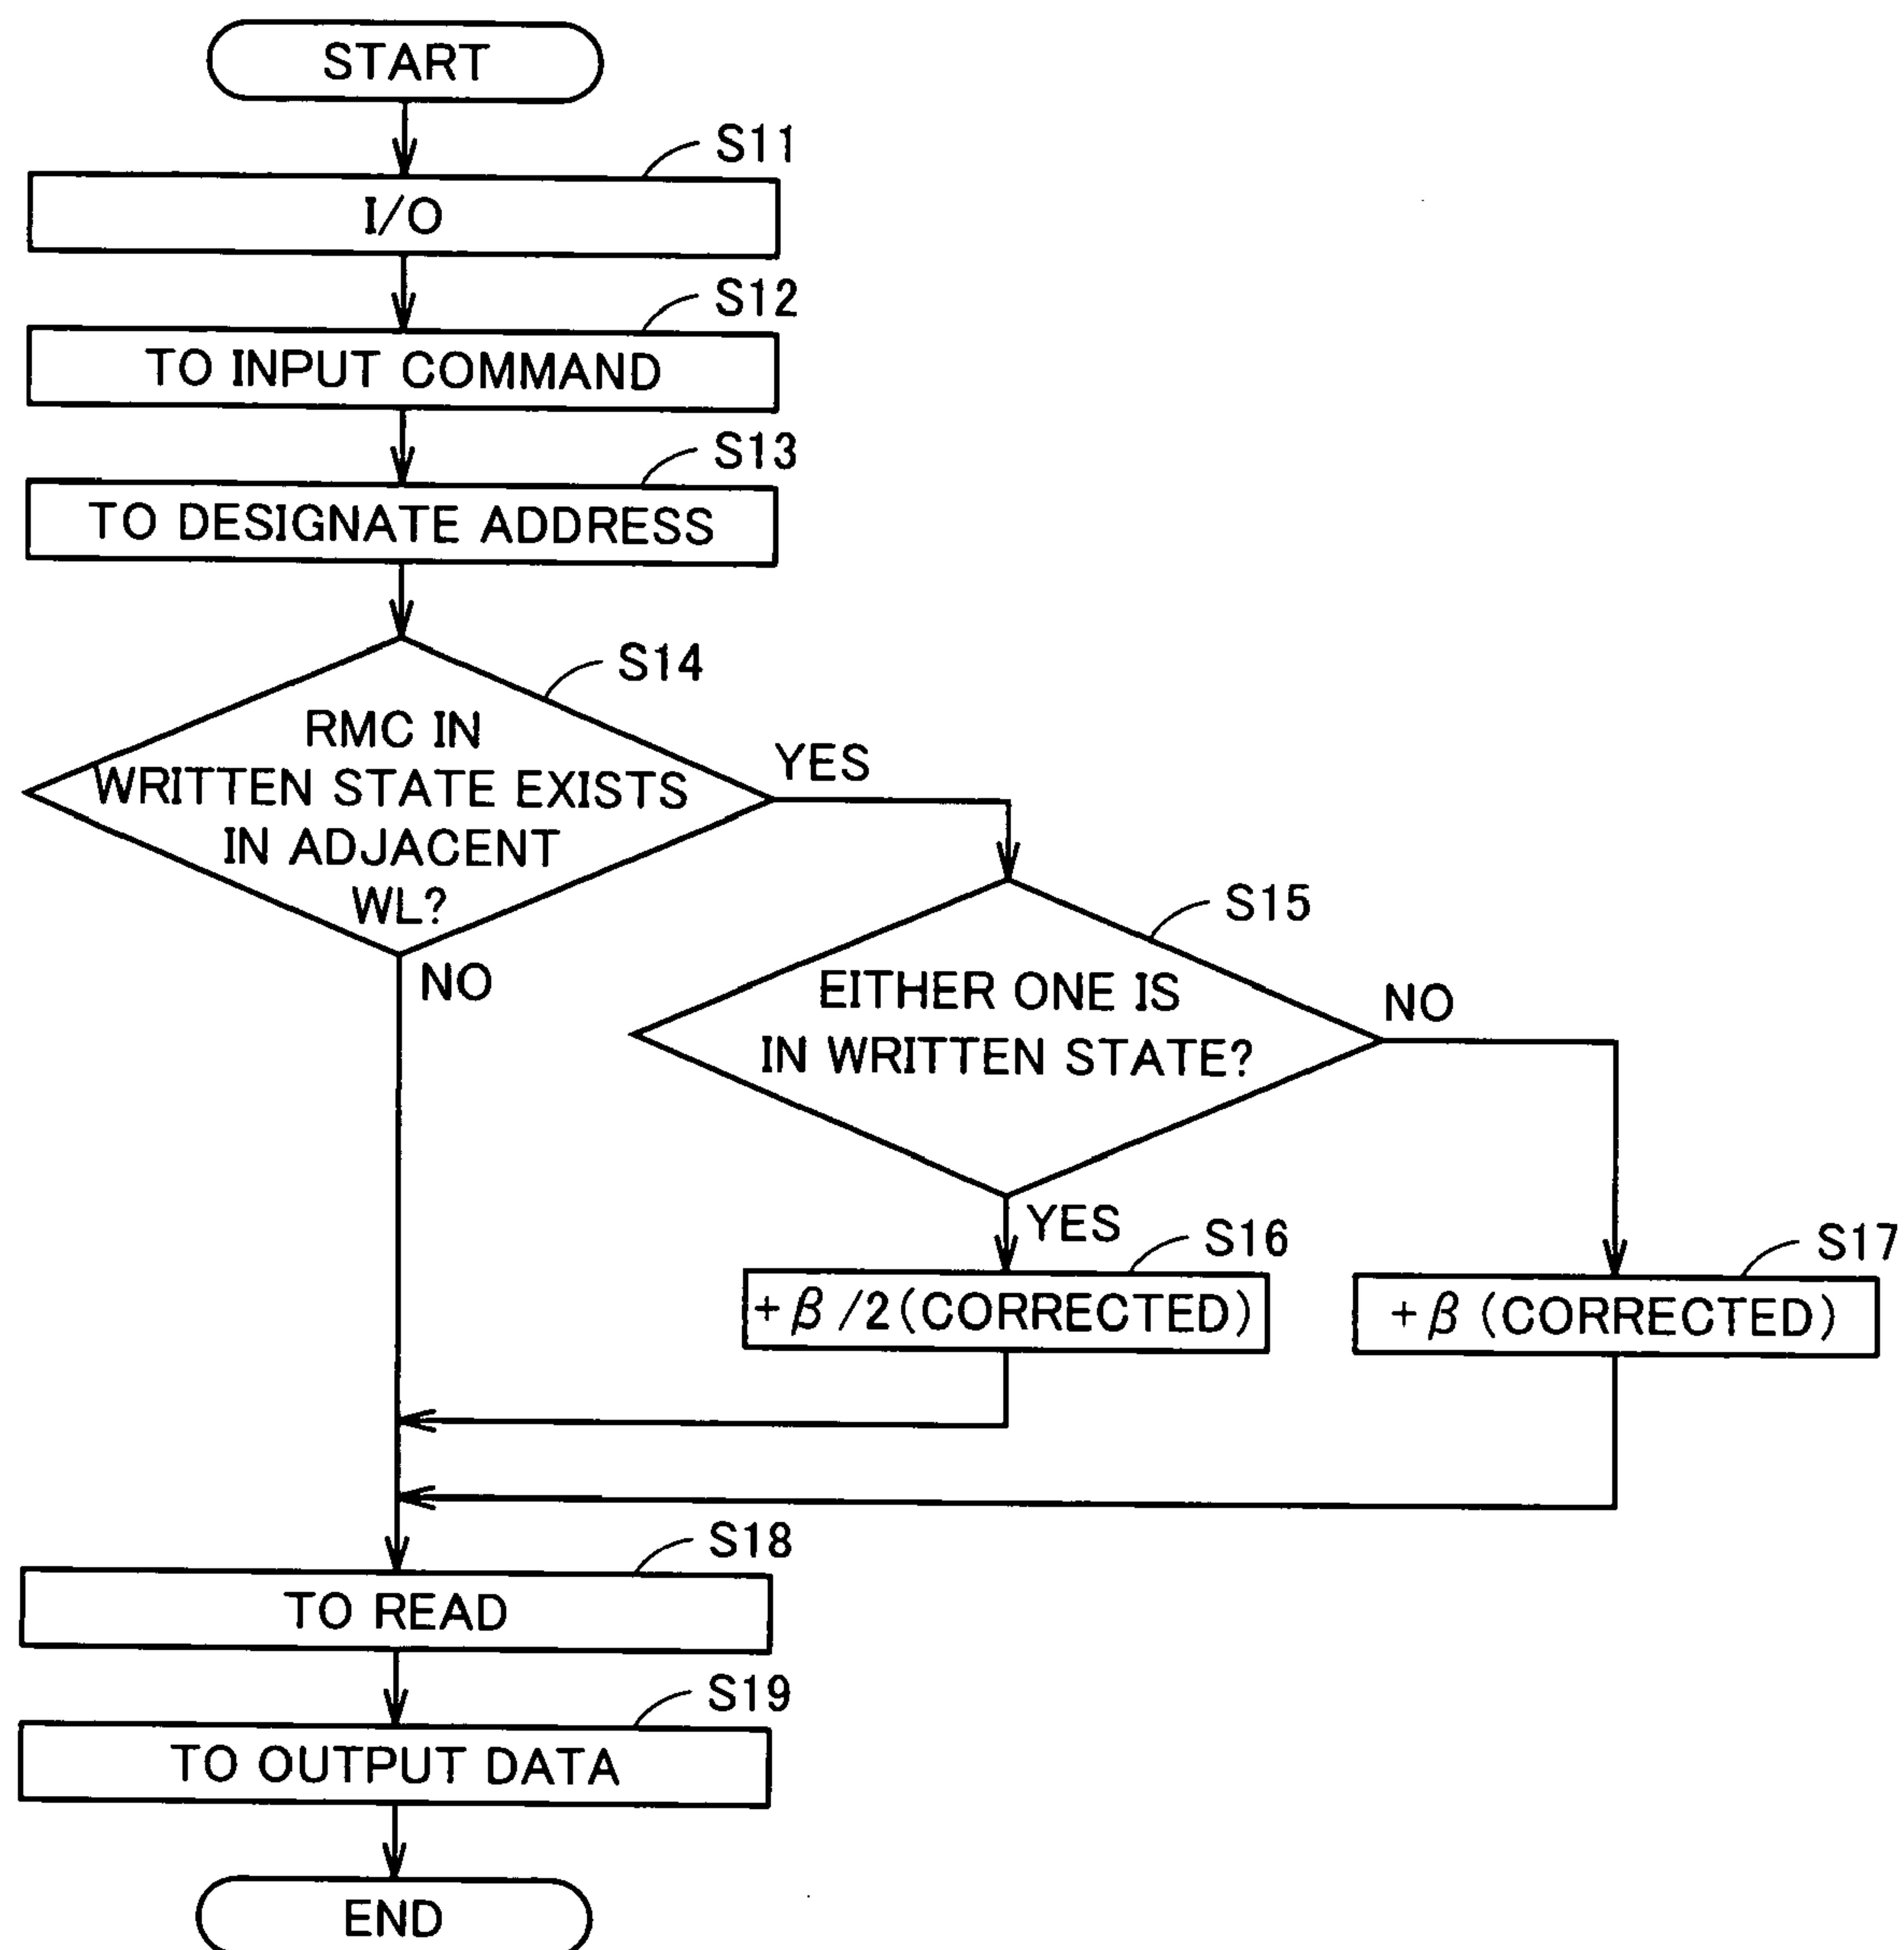 START
S11
I/O
S12
TO INPUT COMMAND
S13
TO DESIGNATE ADDRESS
S14
RMC IN
WRITTEN STATE EXISTS
IN ADJACENT
WL?
YES
NO
S15
EITHER ONE IS
IN WRITTEN STATE?
NO
YES
S16
+β/2(CORRECTED)
S17
+β(CORRECTED)
S18
TO READ
S19
TO OUTPUT DATA
END